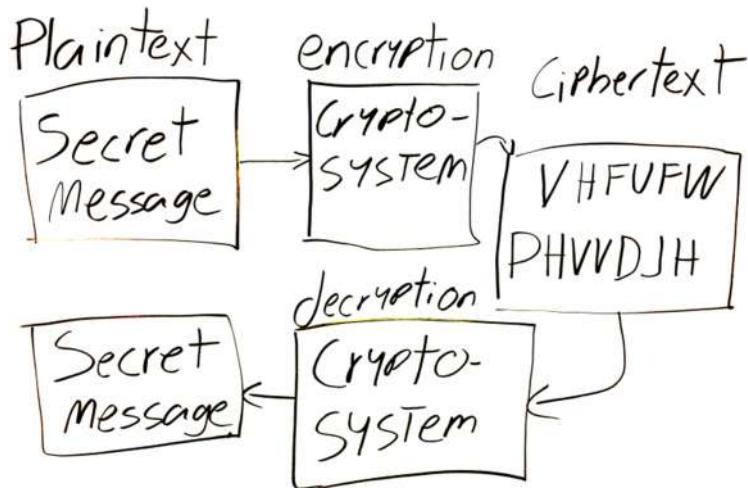 Plaintext
encryption
Ciphertext
Secret
Message
Crypto-
system
VHFUFW
PHVVDJH
decryption
Secret
Message
Crypto-
system